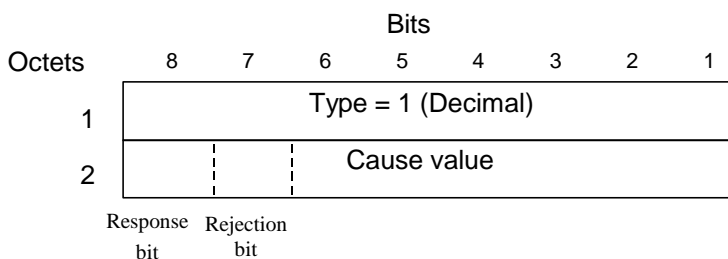 Bits
Octets 8 7 6 5 4 3 2 1
1 Type = 1 (Decimal)
2 Cause value
Response Rejection
bit bit